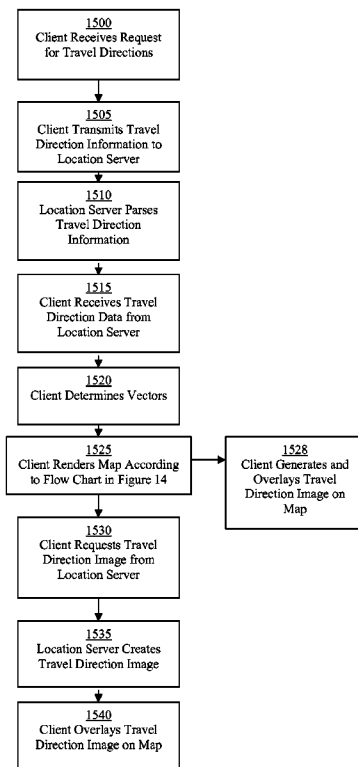 1500
Client Receives Request
for Travel Directions
1505
Client Transmits Travel
Direction Information to
Location Server
1510
Location Server Parses
Travel Direction
Information
1515
Client Receives Travel
Direction Data from
Location Server
1520
Client Determines Vectors
1525
Client Renders Map According
to Flow Chart in Figure 14
1528
Client Generates and
Overlays Travel
Direction Image on
Map
1530
Client Requests Travel
Direction Image from
Location Server
1535
Location Server Creates
Travel Direction Image
1540
Client Overlays Travel
Direction Image on Map